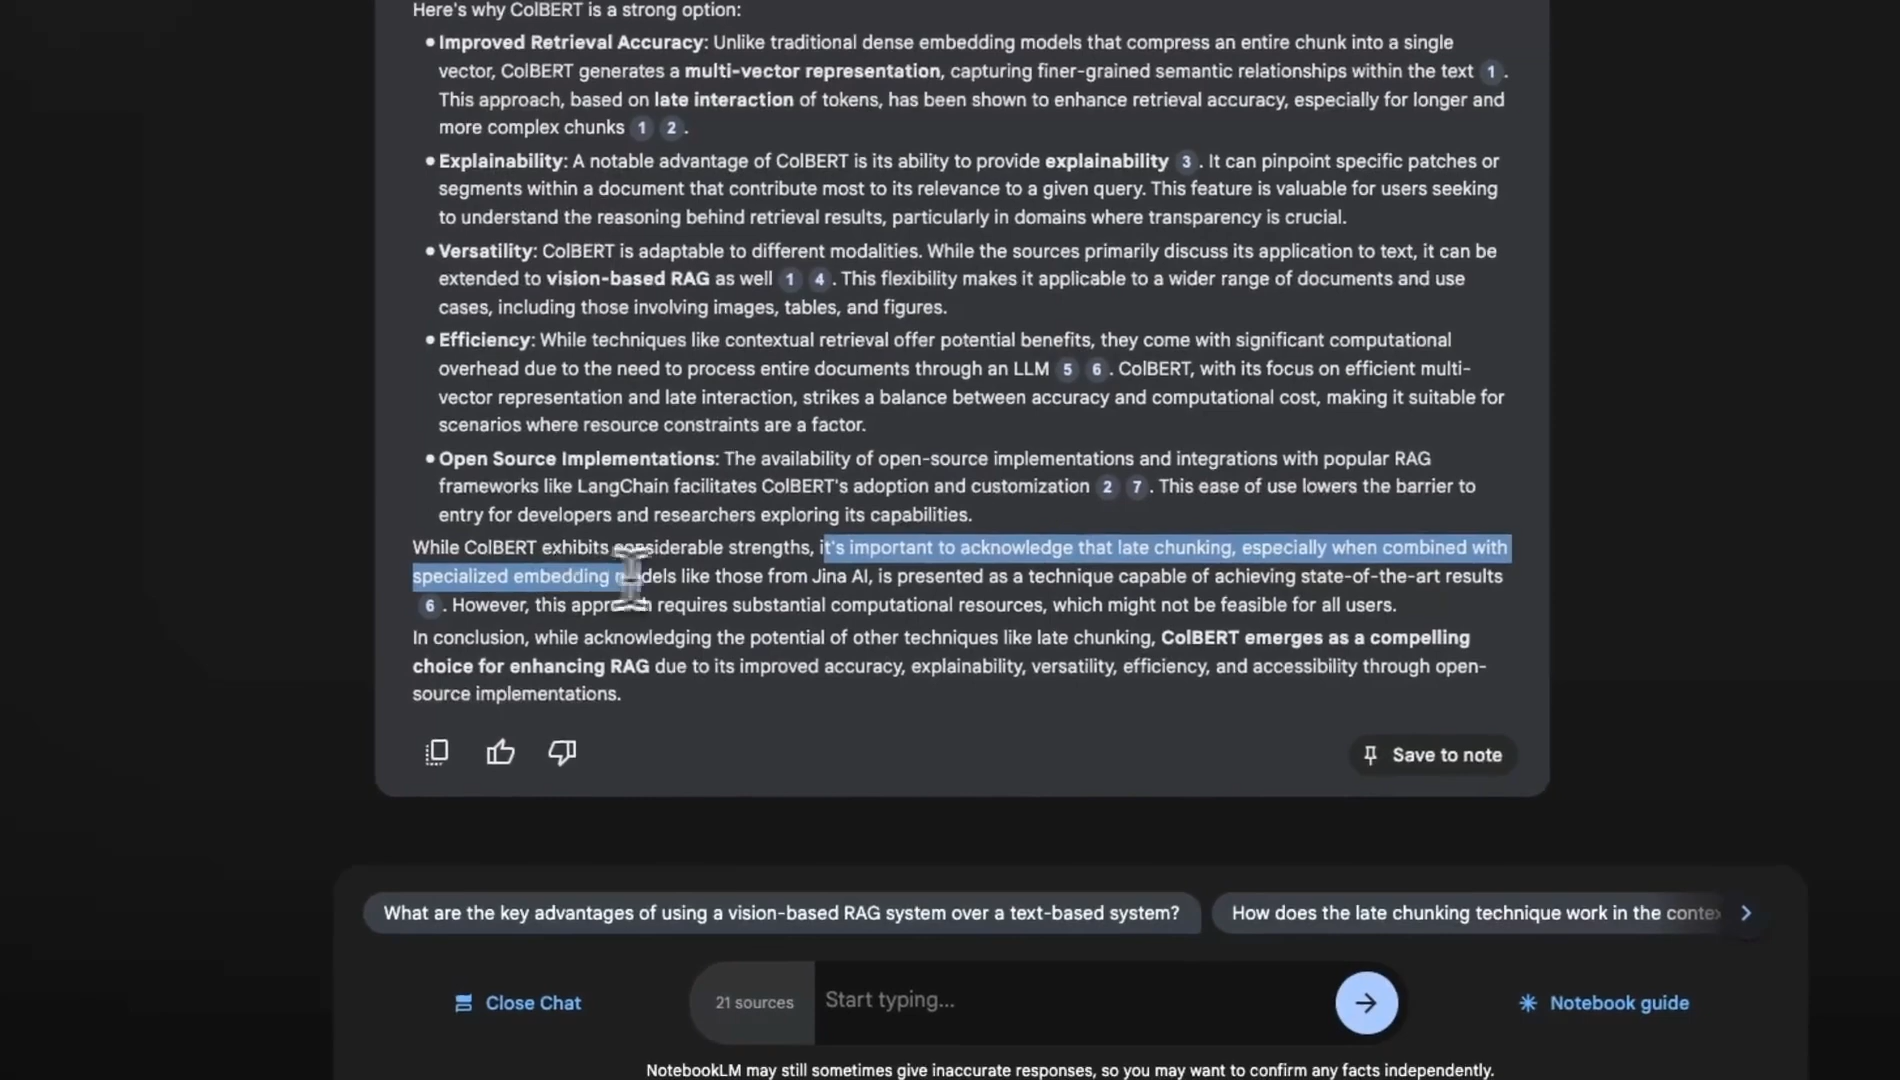 Here's why ColBERT is a strong option:
• Improved Retrieval Accuracy: Unlike traditional dense embedding models that compress an entire chunk into a single
vector, ColBERT generates a multi-vector representation, capturing finer-grained semantic relationships within the text 1 .
This approach, based on late interaction of tokens, has been shown to enhance retrieval accuracy, especially for longer and
more complex chunks 1 2 .
• Explainability: A notable advantage of ColBERT is its ability to provide explainability 3 . It can pinpoint specific patches or
segments within a document that contribute most to its relevance to a given query. This feature is valuable for users seeking
to understand the reasoning behind retrieval results, particularly in domains where transparency is crucial.
• Versatility: ColBERT is adaptable to different modalities. While the sources primarily discuss its application to text, it can be
extended to vision-based RAG as well 1 4 . This flexibility makes it applicable to a wider range of documents and use
cases, including those involving images, tables, and figures.
• Efficiency: While techniques like contextual retrieval offer potential benefits, they come with significant computational
overhead due to the need to process entire documents through an LLM 5 6 . ColBERT, with its focus on efficient multi-
vector representation and late interaction, strikes a balance between accuracy and computational cost, making it suitable for
scenarios where resource constraints are a factor.
• Open Source Implementations: The availability of open-source implementations and integrations with popular RAG
frameworks like LangChain facilitates ColBERT's adoption and customization 2 7 . This ease of use lowers the barrier to
entry for developers and researchers exploring its capabilities.
While ColBERT exhibits considerable strengths, it's important to acknowledge that late chunking, especially when combined with
specialized embedding models like those from Jina AI, is presented as a technique capable of achieving state-of-the-art results
6 . However, this approach requires substantial computational resources, which might not be feasible for all users.
In conclusion, while acknowledging the potential of other techniques like late chunking, ColBERT emerges as a compelling
choice for enhancing RAG due to its improved accuracy, explainability, versatility, efficiency, and accessibility through open-
source implementations.
Save to note
What are the key advantages of using a vision-based RAG system over a text-based system?
How does the late chunking technique work in the
Close Chat
21 sources
Start typing...
Notebook guide
NotebookLM may still sometimes give inaccurate responses, so you may want to confirm any facts independently.